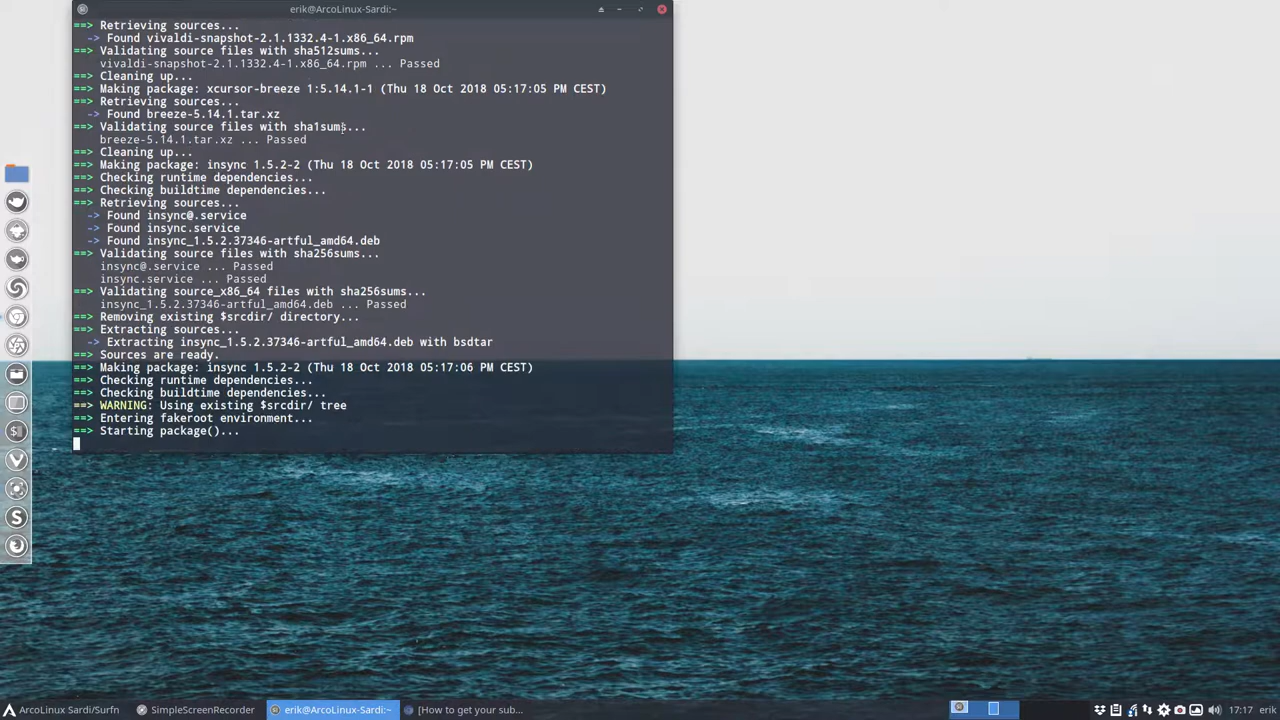 erik@ArcoLinux-Sardi:~
==> Retrieving sources...
-> Found vivaldi-snapshot-2.1.1332.4-1.x86_64.rpm
==> Validating source files with sha512sums...
vivaldi-snapshot-2.1.1332.4-1.x86_64.rpm ... Passed
==> Cleaning up...
==> Making package: xcursor-breeze 1:5.14.1-1 (Thu 18 Oct 2018 05:17:05 PM CEST)
==> Retrieving sources...
-> Found breeze-5.14.1.tar.xz
==> Validating source files with sha1sums...
breeze-5.14.1.tar.xz ... Passed
==> Cleaning up...
==> Making package: insync 1.5.2-2 (Thu 18 Oct 2018 05:17:05 PM CEST)
==> Checking runtime dependencies...
==> Checking buildtime dependencies...
==> Retrieving sources...
-> Found insync@.service
-> Found insync.service
-> Found insync_1.5.2.37346-artful_amd64.deb
==> Validating source files with sha256sums...
insync@.service ... Passed
insync.service ... Passed
==> Validating source_x86_64 files with sha256sums...
insync_1.5.2.37346-artful_amd64.deb ... Passed
==> Removing existing $srcdir/ directory...
==> Extracting sources...
-> Extracting insync_1.5.2.37346-artful_amd64.deb with bsdtar
==> Sources are ready.
==> Making package: insync 1.5.2-2 (Thu 18 Oct 2018 05:17:06 PM CEST)
==> Checking runtime dependencies...
==> Checking buildtime dependencies...
==> WARNING: Using existing $srcdir/ tree
==> Entering fakeroot environment...
==> Starting package()...
ArcoLinux Sardi/Surfn SimpleScreenRecorder erik@ArcoLinux-Sardi:~ [How to get your sub... 17:17 erik